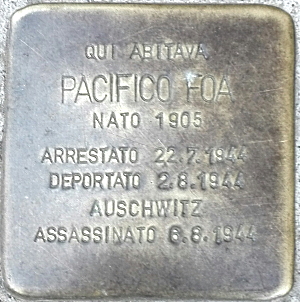 QUI ABITAVA
PACIFICO FOA
NATO 1905
ARRESTATO 22.7.1944
DEPORTATO 2.8.1944
AUSCHWITZ
ASSASSINATO 6.8.1944